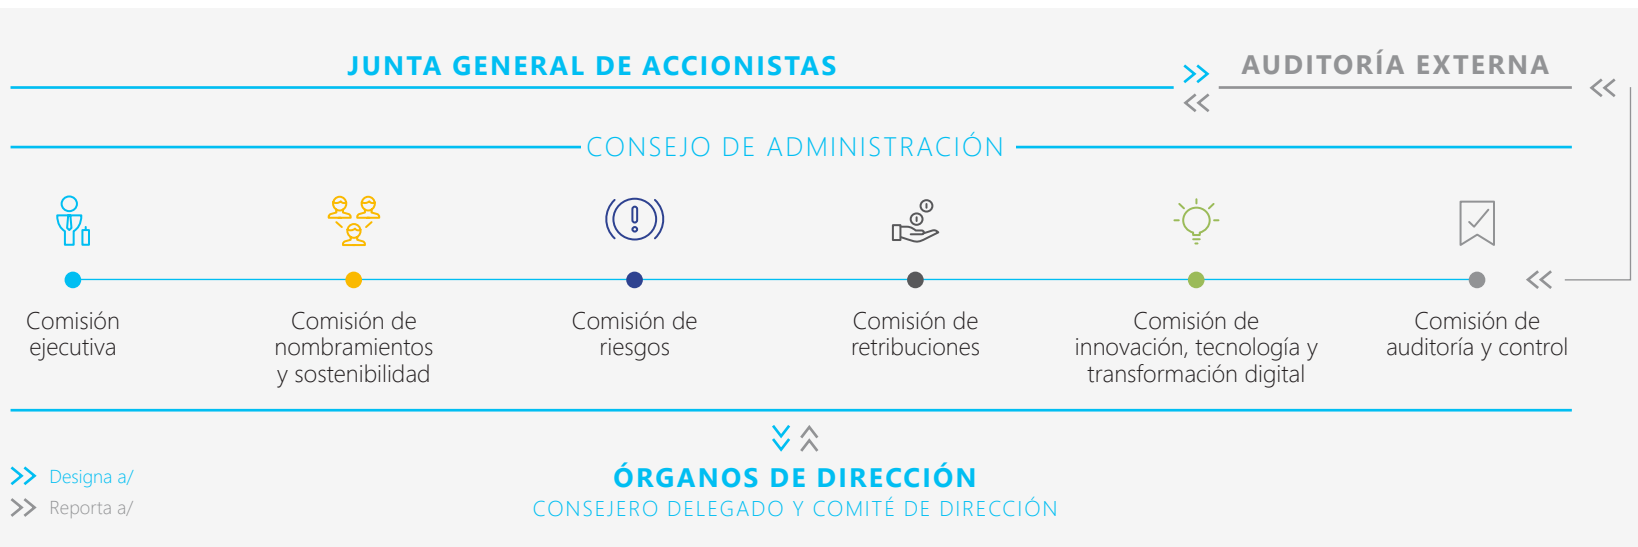 JUNTA GENERAL DE ACCIONISTAS
AUDITORÍA EXTERNA
CONSEJO DE ADMINISTRACIÓN
Comisión
ejecutiva
Comisión de
nombramientos
y sostenibilidad
Comisión de
riesgos
Comisión de
retribuciones
Comisión de
innovación, tecnología y
transformación digital
Comisión de
auditoría y control
Designa a/
Reporta a/
ÓRGANOS DE DIRECCIÓN
CONSEJERO DELEGADO Y COMITÉ DE DIRECCIÓN